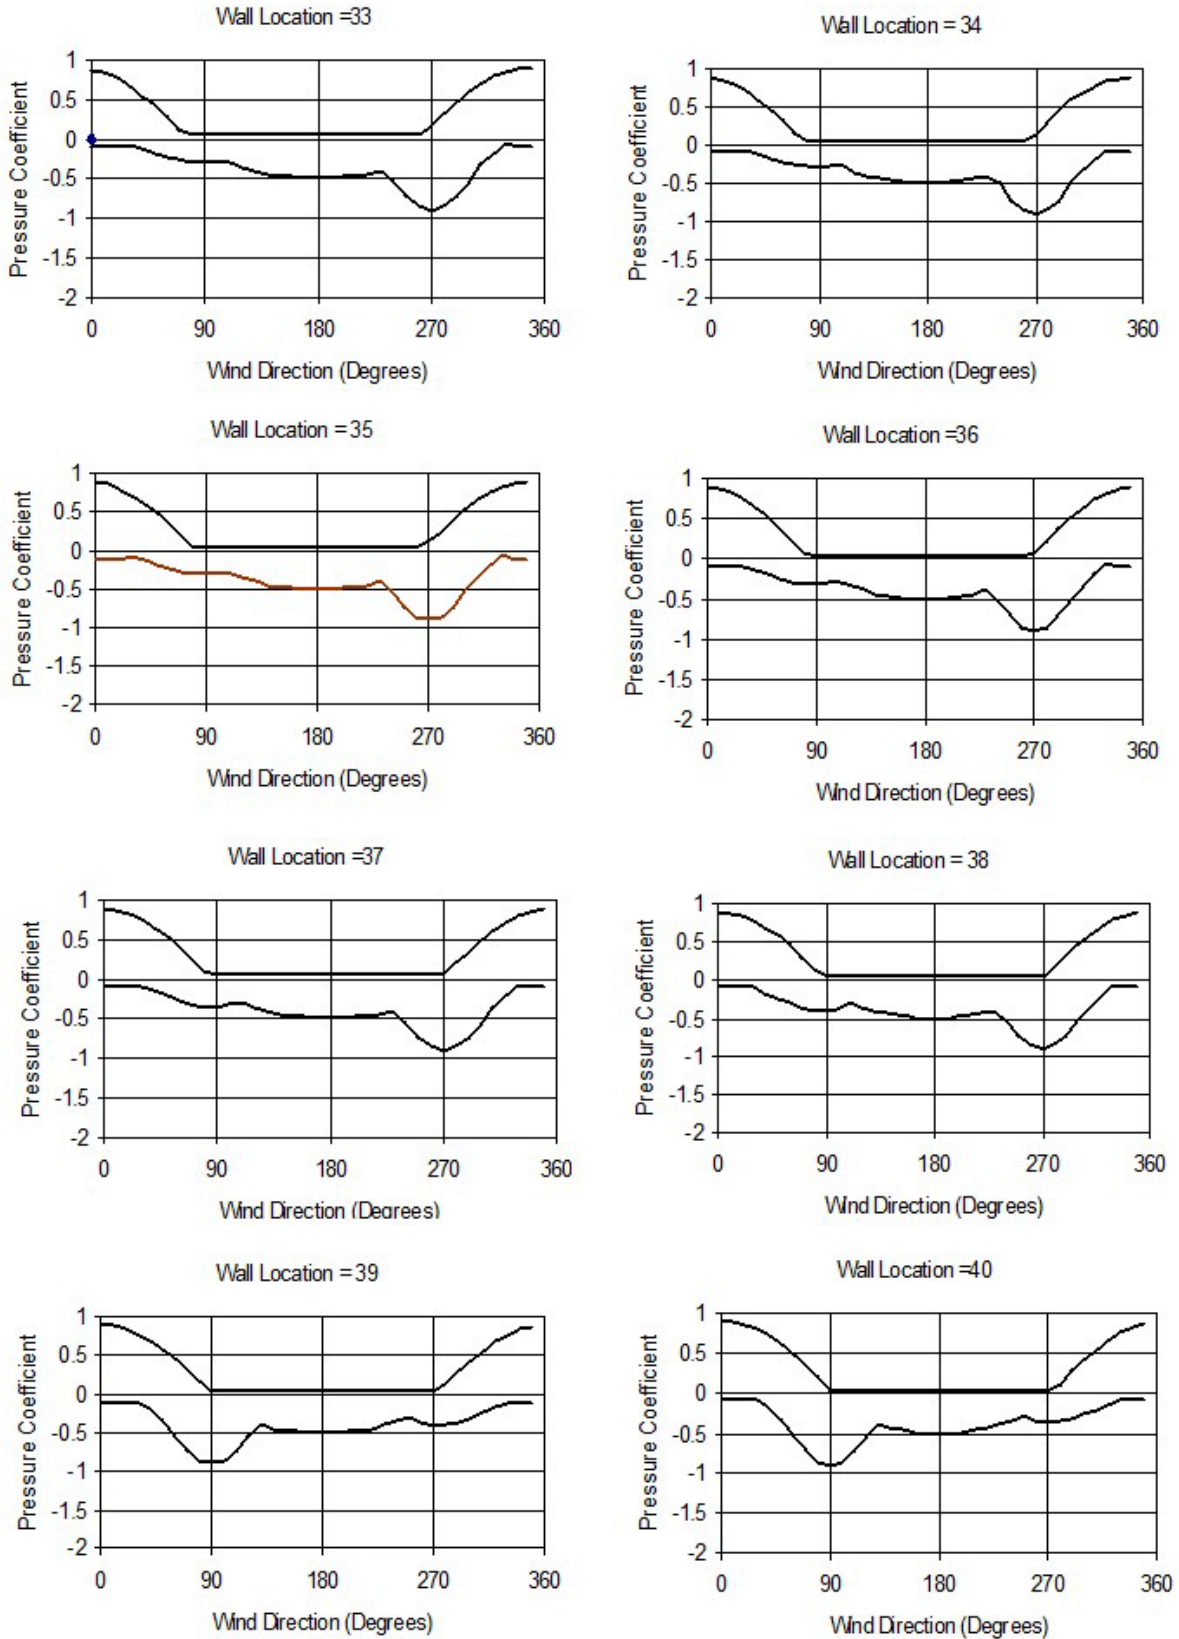 Wall Location =33
1
0.5
0
-0.5
-1
-1.5
-2
Pressure Coefficient
0 90 180 270 360
Wind Direction (Degrees)
Wall Location = 34
1
0.5
0
-0.5
-1
-1.5
-2
Pressure Coefficient
0 90 180 270 360
Wind Direction (Degrees)
Wall Location = 35
1
0.5
0
-0.5
-1
-1.5
-2
Pressure Coefficient
0 90 180 270 360
Wind Direction (Degrees)
Wall Location =36
1
0.5
0
-0.5
-1
-1.5
-2
Pressure Coefficient
0 90 180 270 360
Wind Direction (Degrees)
Wall Location =37
1
0.5
0
-0.5
-1
-1.5
-2
Pressure Coefficient
0 90 180 270 360
Wind Direction (Degrees)
Wall Location = 38
1
0.5
0
-0.5
-1
-1.5
-2
Pressure Coefficient
0 90 180 270 360
Wind Direction (Degrees)
Wall Location = 39
1
0.5
0
-0.5
-1
-1.5
-2
Pressure Coefficient
0 90 180 270 360
Wind Direction (Degrees)
Wall Location =40
1
0.5
0
-0.5
-1
-1.5
-2
Pressure Coefficient
0 90 180 270 360
Wind Direction (Degrees)